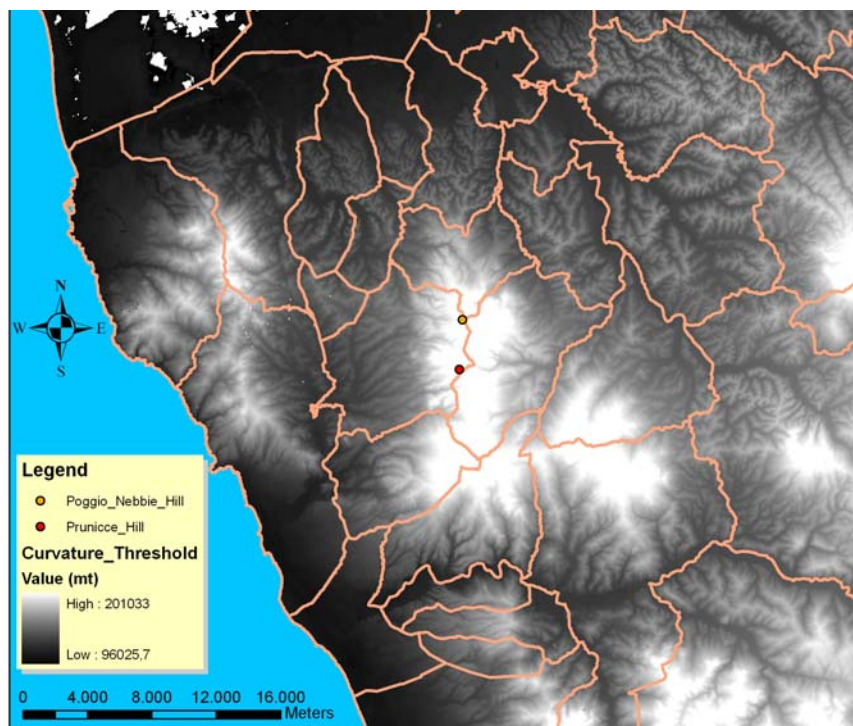 N
W E
S
Legend
Poggio_Nebbie_Hill
Prunicce_Hill
Curvature_Threshold
Value (mt)
High : 201033
Low : 96025,7
0 4.000 8.000 12.000 16.000
Meters